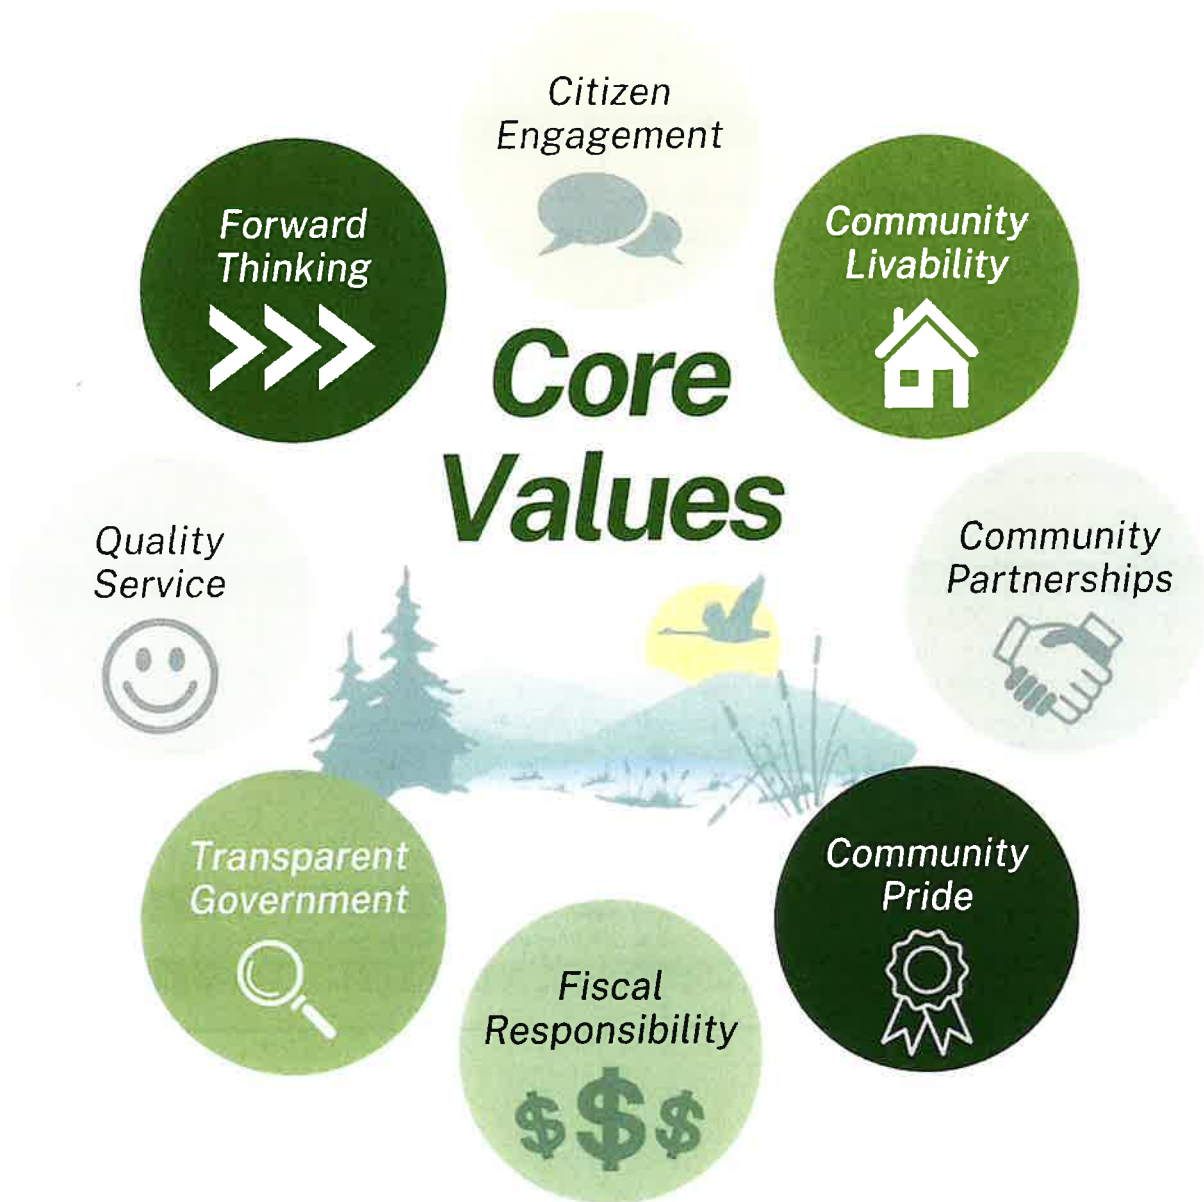 Citizen
Engagement
Forward
Thinking
Community
Livability
Core
Values
Quality
Service
Community
Partnerships
Transparent
Government
Community
Pride
Fiscal
Responsibility
$$$